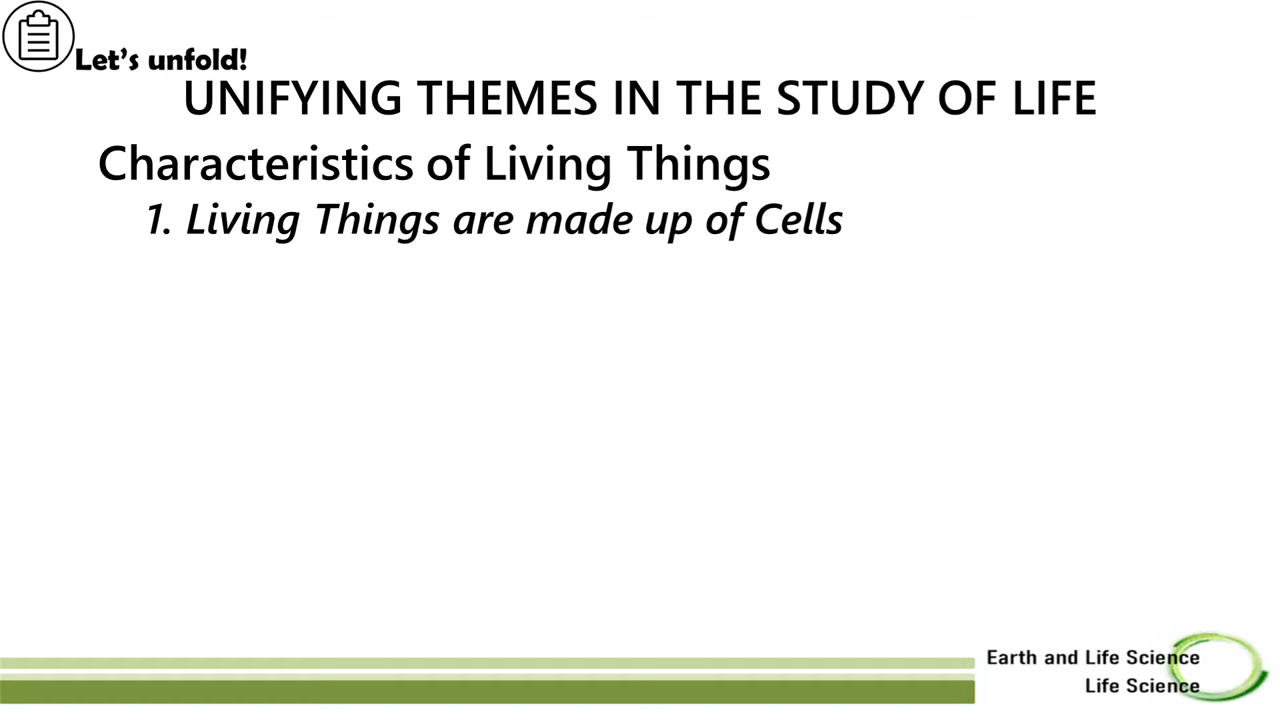 Let's unfold!
UNIFYING THEMES IN THE STUDY OF LIFE
Characteristics of Living Things
1. Living Things are made up of Cells
Earth and Life Science
Life Science